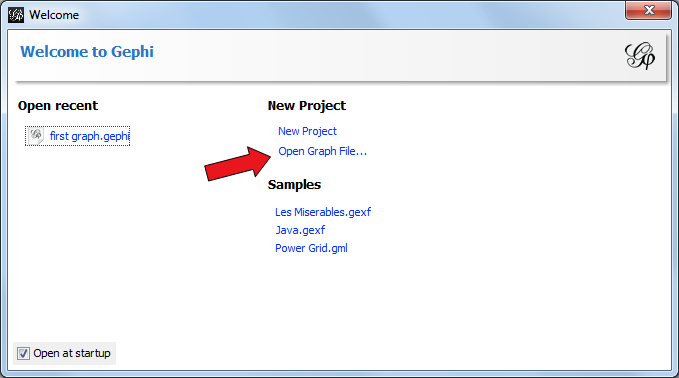 Welcome
Welcome to Gephi
Open recent
first graph.gephi
New Project
New Project
Open Graph File...
Samples
Les Miserables.gexf
Java.gexf
Power Grid.gml
Open at startup